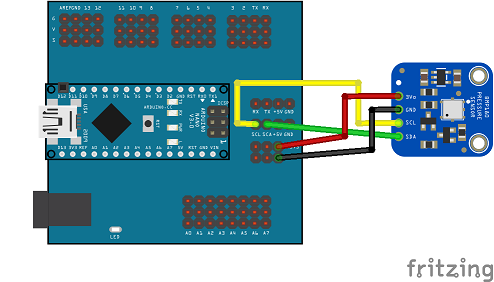 AREF GND 13 12
11 10 9 8
7 6 5 4
3 2 TX RX
G
V
S
D12 D11 D10 D9 D8 D7 D6 D5 D4 D3 D2 GND RST RX0 TX1
ICSP
USB
ARDUINO.CC
RST
ARDUINO
NANO
V3.0
1
D13 3V3 REF A0 A1 A2 A3 A4 A5 A6 A7 5V RST GND VIN
RX TX +5V GND
SCL SCA +5V GND
3Vo
GND
SCL
SDA
BMP180
PRESSURE
SENSOR
A0 A1 A2 A3 A4 A5 A6 A7
LED
fritzing